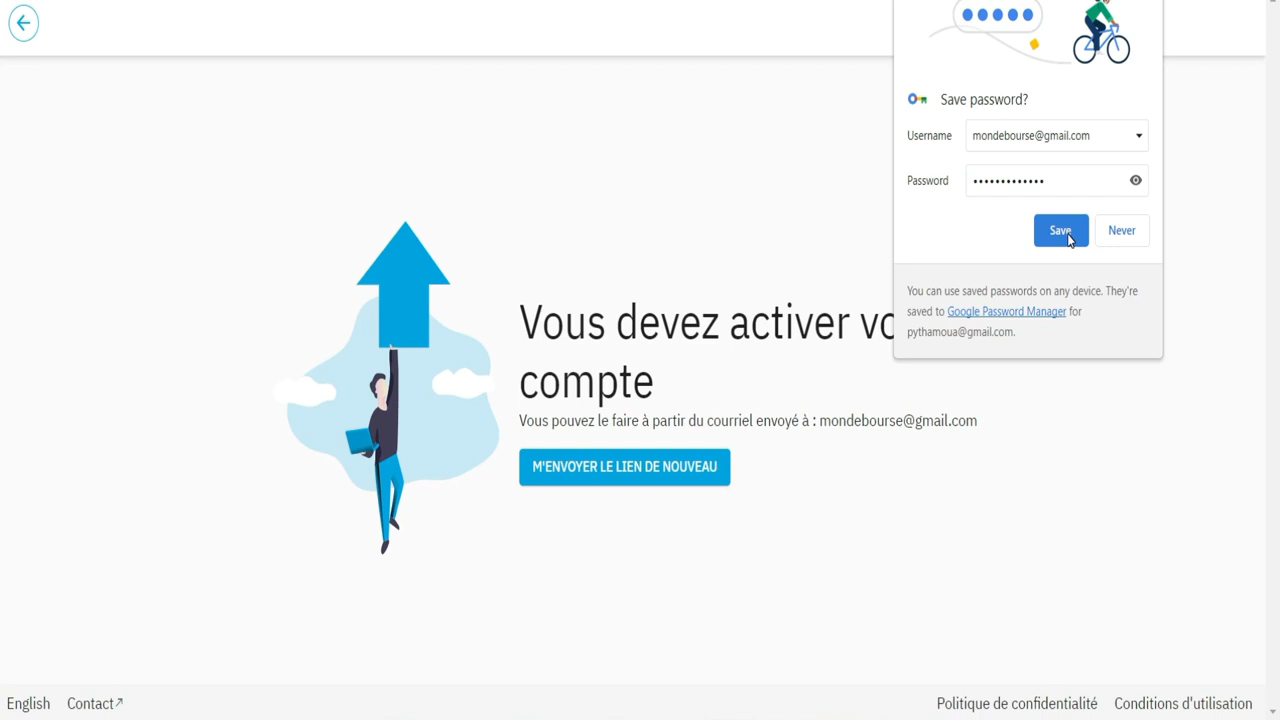 Save password?
Username mondebourse@gmail.com
Password •••••••••••••
Save Never
You can use saved passwords on any device. They're
saved to Google Password Manager for
pythamoua@gmail.com.
Vous devez activer
compte
Vous pouvez le faire à partir du courriel envoyé à : mondebourse@gmail.com
M'ENVOYER LE LIEN DE NOUVEAU
English Contact↗ Politique de confidentialité Conditions d'utilisation